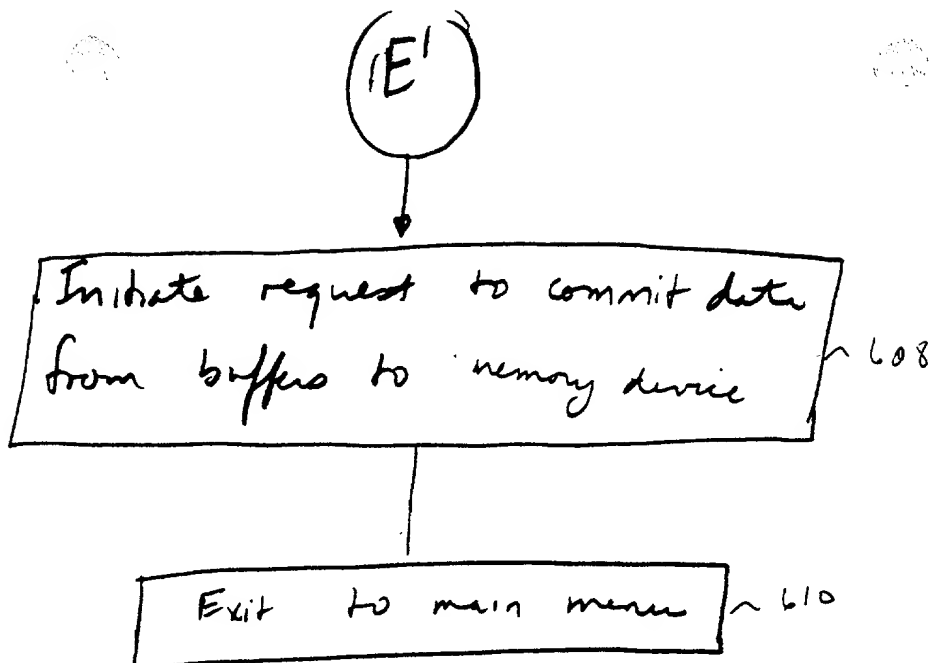 'E'
Initiate request to commit data
from buffers to memory device
~ 608
Exit to main menu ~ 610